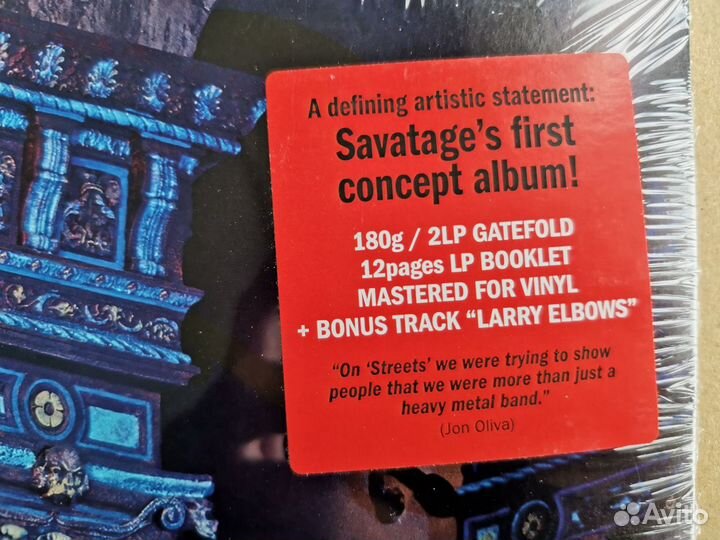 A defining artistic statement:
Savatage's first
concept album!
180g / 2LP GATEFOLD
12pages LP BOOKLET
MASTERED FOR VINYL
+ BONUS TRACK "LARRY ELBOWS"
"On 'Streets' we were trying to show
people that we were more than just a
heavy metal band."
(Jon Oliva)
Avito